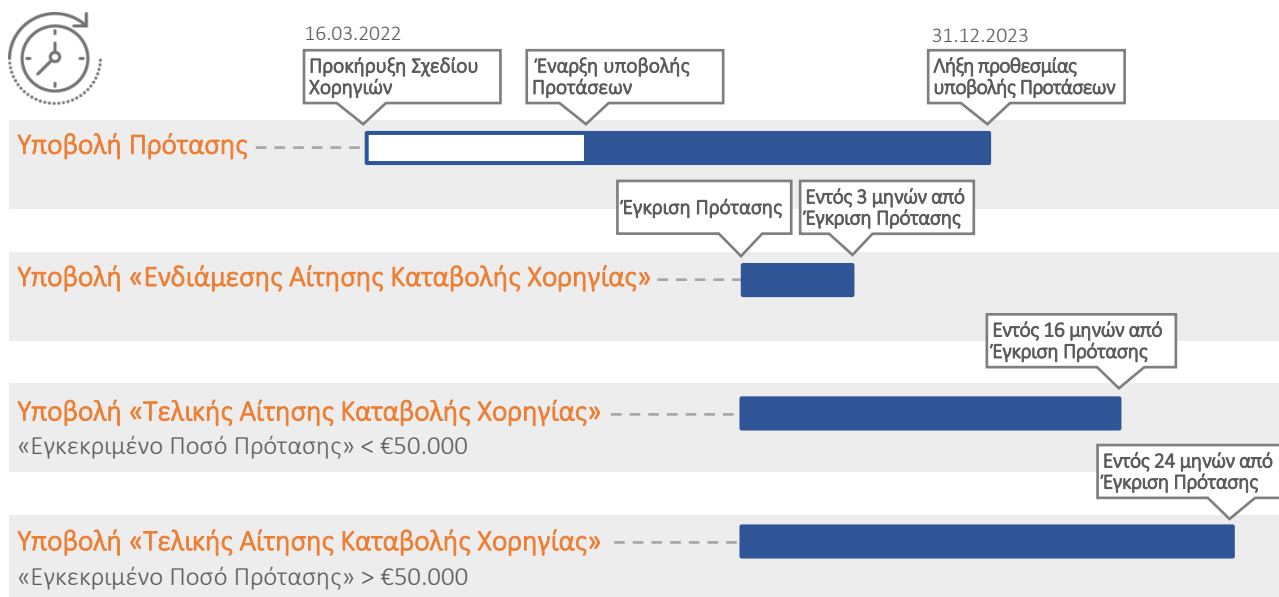 16.03.2022
31.12.2023
Προκήρυξη Σχεδίου
Χορηγιών
Έναρξη υποβολής
Προτάσεων
Λήξη προθεσμίας
υποβολής Προτάσεων
Υποβολή Πρότασης
Έγκριση Πρότασης
Εντός 3 μηνών από
Έγκριση Πρότασης
Υποβολή «Ενδιάμεσης Αίτησης Καταβολής Χορηγίας»
Εντός 16 μηνών από
Έγκριση Πρότασης
Υποβολή «Τελικής Αίτησης Καταβολής Χορηγίας»
«Εγκεκριμένο Ποσό Πρότασης» < €50.000
Εντός 24 μηνών από
Έγκριση Πρότασης
Υποβολή «Τελικής Αίτησης Καταβολής Χορηγίας»
«Εγκεκριμένο Ποσό Πρότασης» > €50.000